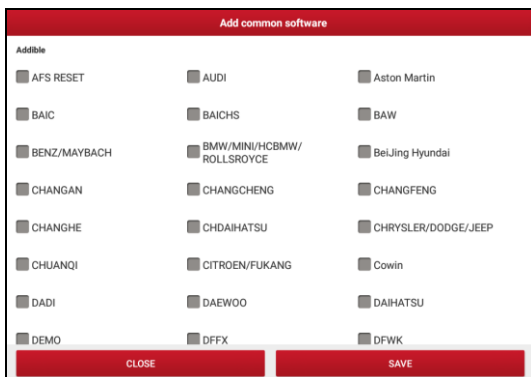 Add common software
Addible
AFS RESET
AUDI
Aston Martin
BAIC
BAICHS
BAW
BENZ/MAYBACH
BMW/MINI/HCBMW/
ROLLSROYCE
BeiJing Hyundai
CHANGAN
CHANGCHENG
CHANGFENG
CHANGHE
CHDAIHATSU
CHRYSLER/DODGE/JEEP
CHUANQI
CITROEN/FUKANG
Cowin
DADI
DAEWOO
DAIHATSU
DEMO
DFFX
DFWK
CLOSE
SAVE